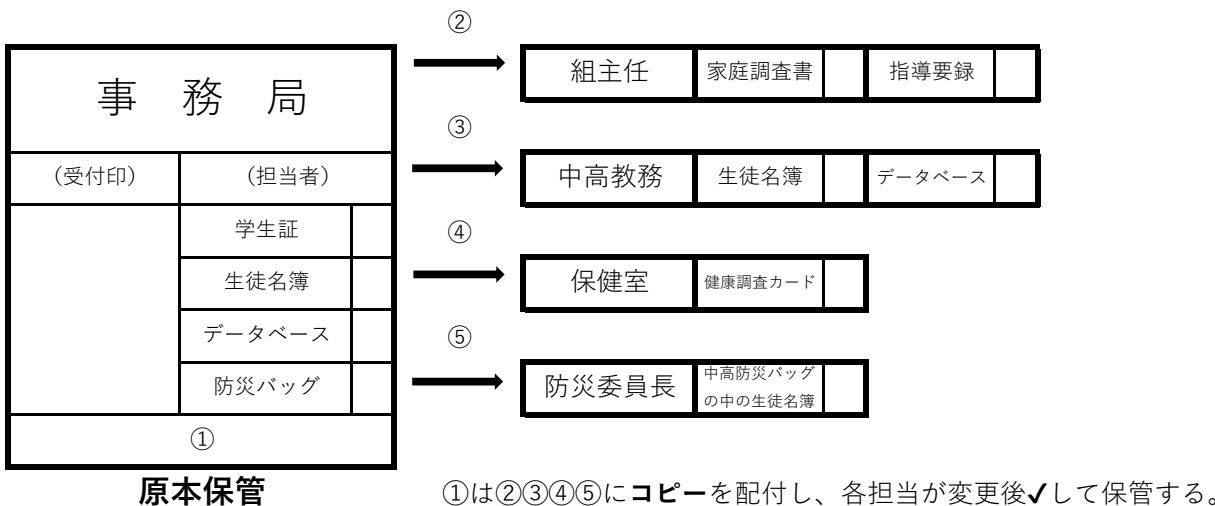 ②
事 務 局
組主任 家庭調査書 指導要録
③
(受付印) (担当者)
中高教務 生徒名簿 データベース
学生証
④
生徒名簿
保健室 健康調査カード
データベース
⑤
防災バッグ
防災委員長 中高防災バッグ
の中の生徒名簿
①
原本保管
①は②③④⑤にコピーを配付し、各担当が変更後✓して保管する。